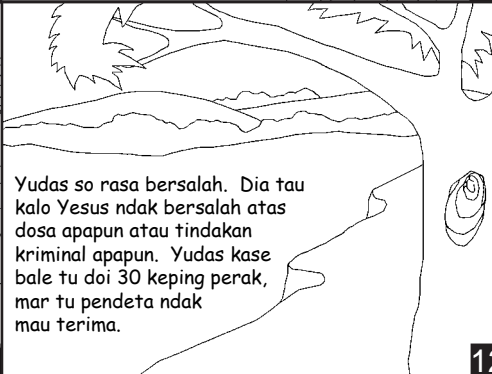 Yudas so rasa bersalah. Dia tau
kalo Yesus ndak bersalah atas
dosa apapun atau tindakan
kriminal apapun. Yudas kase
bale tu doi 30 keping perak,
mar tu pendeta ndak
mau terima.